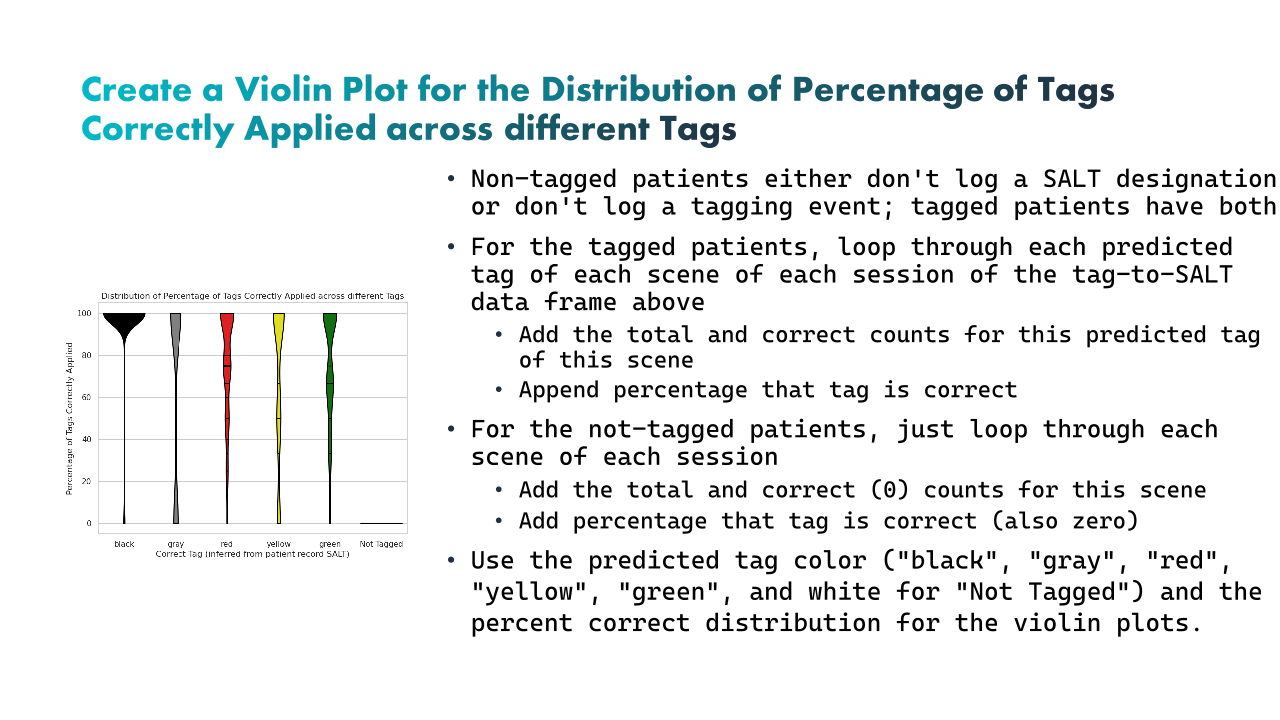 Create a Violin Plot for the Distribution of Percentage of Tags
Correctly Applied across different Tags
• Non-tagged patients either don't log a SALT designation
or don't log a tagging event; tagged patients have both
• For the tagged patients, loop through each predicted
tag of each scene of each session of the tag-to-SALT
data frame above
• Add the total and correct counts for this predicted tag
of this scene
• Append percentage that tag is correct
• For the not-tagged patients, just loop through each
scene of each session
• Add the total and correct (0) counts for this scene
• Add percentage that tag is correct (also zero)
• Use the predicted tag color ("black", "gray", "red",
"yellow", "green", and white for "Not Tagged") and the
percent correct distribution for the violin plots.
Distribution of Percentage of Tags Correctly Applied across different Tags
Percentage of Tags Correctly Applied
100
80
60
40
20
0
black gray red yellow green Not Tagged
Correct Tag (inferred from patient record SALT)